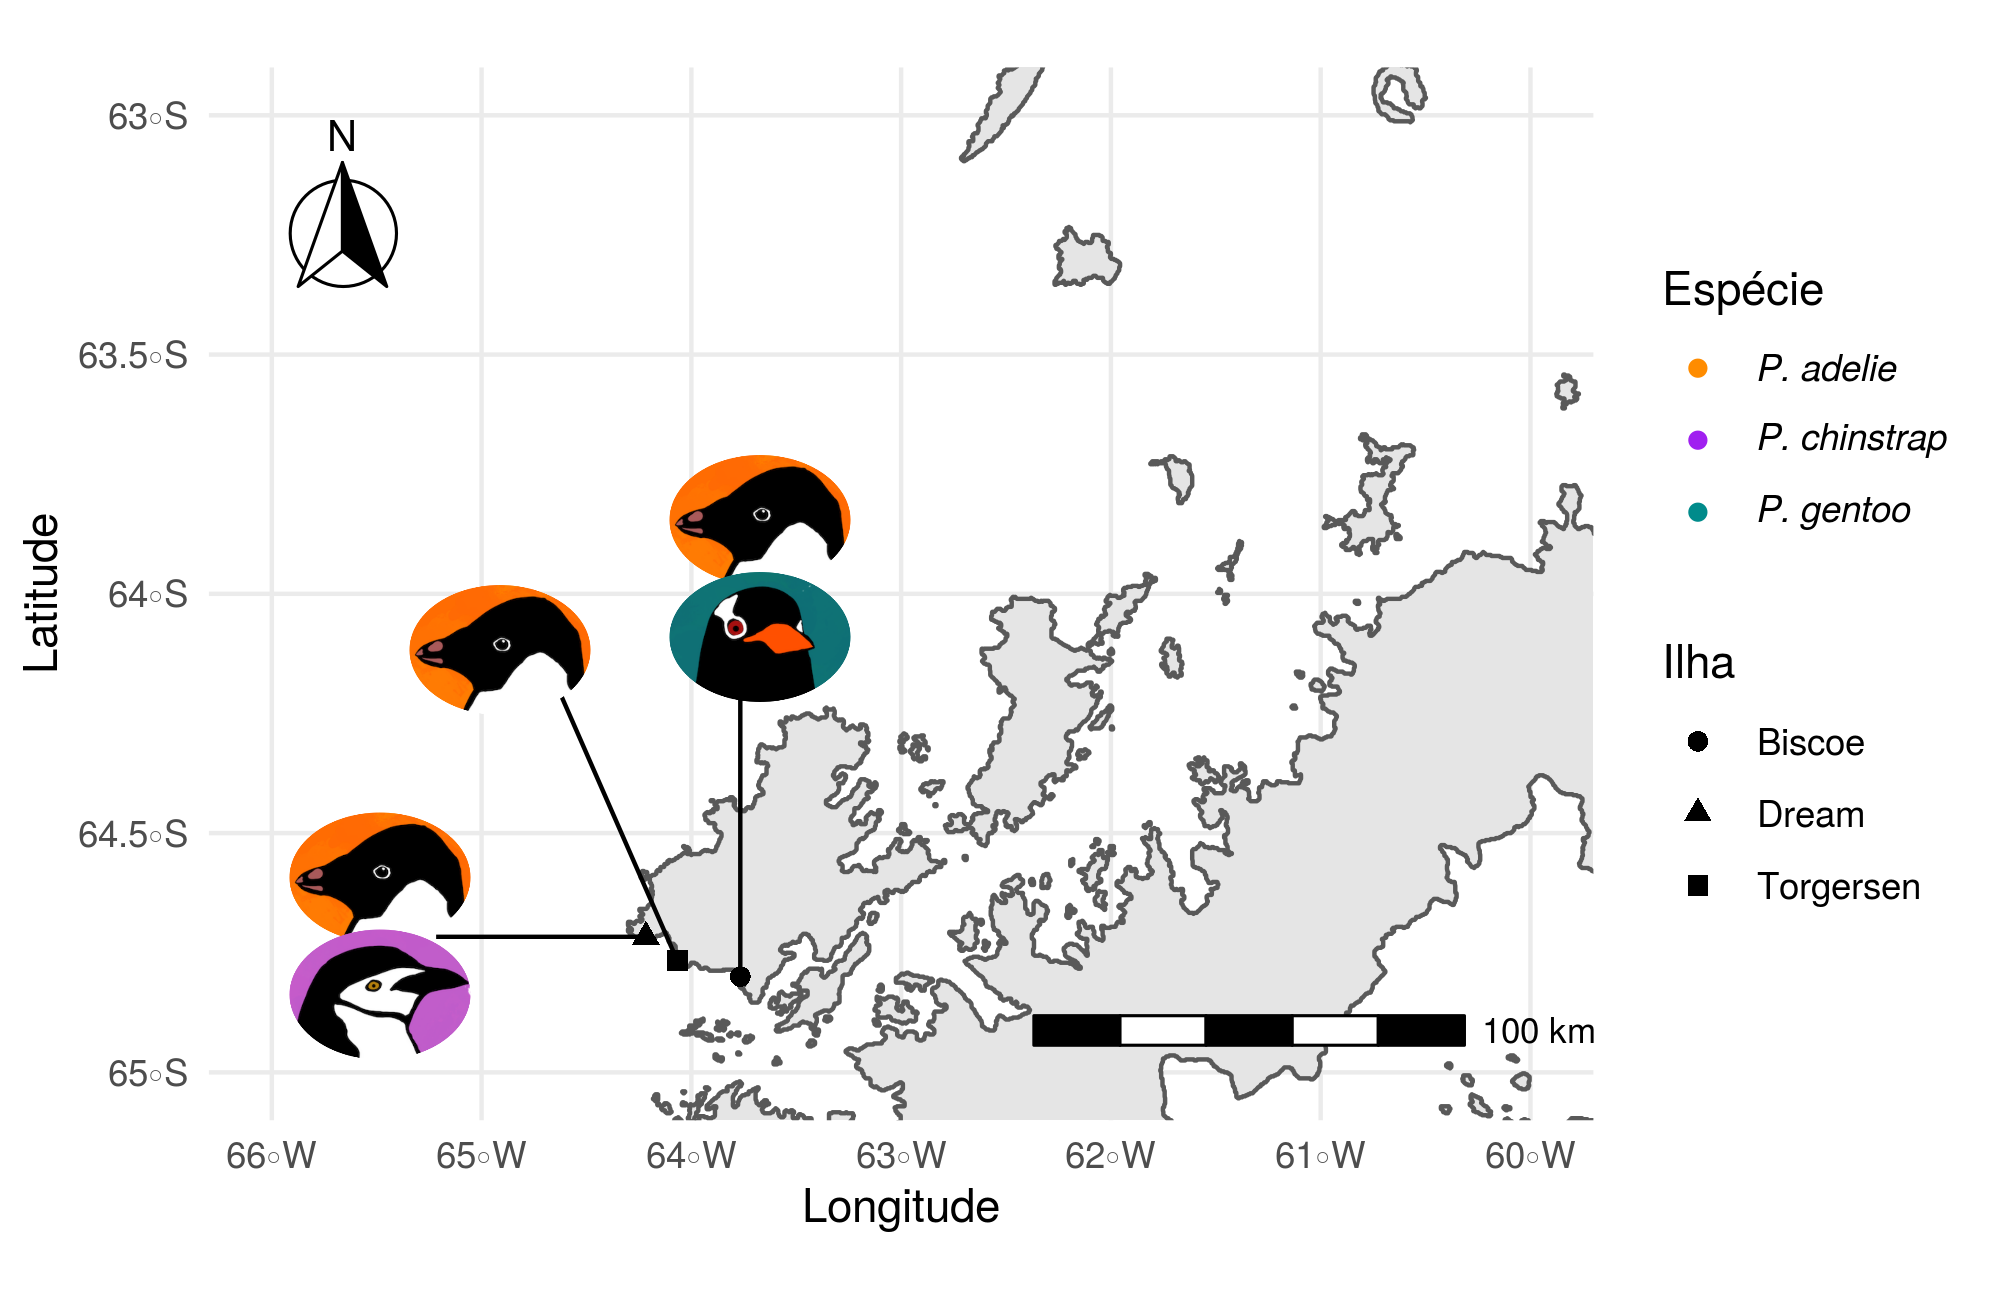 63◦S
N
63.5◦S
64◦S
64.5◦S
65◦S
Latitude
66◦W 65◦W 64◦W 63◦W 62◦W 61◦W 60◦W
Longitude
100 km
Espécie
P. adelie
P. chinstrap
P. gentoo
Ilha
Biscoe
Dream
Torgersen